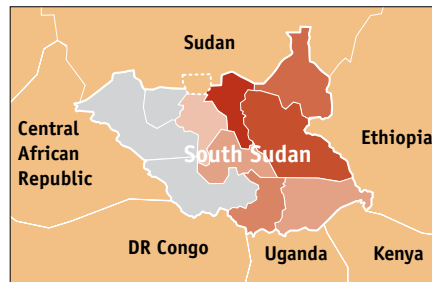 Sudan
Central
African
Republic
South Sudan
Ethiopia
DR Congo
Uganda
Kenya